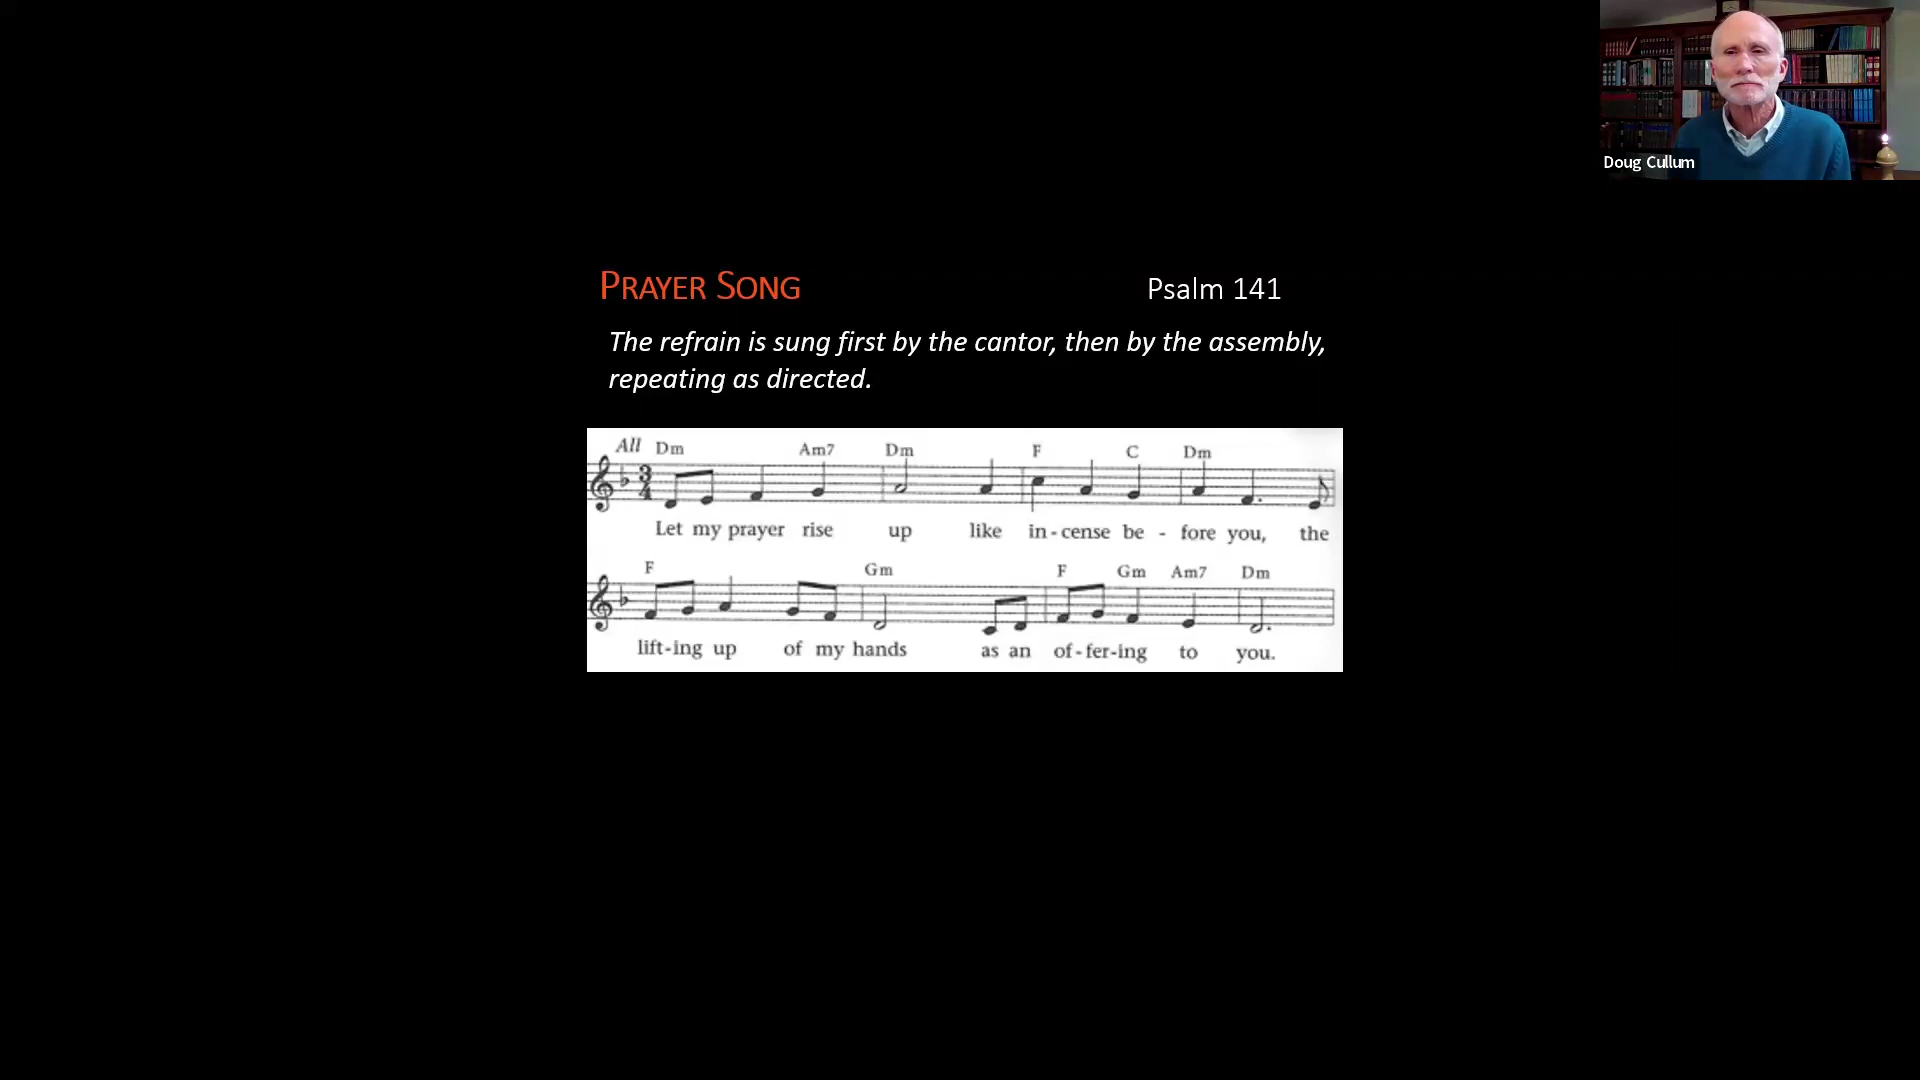 Doug Cullum
PRAYER SONG
Psalm 141
The refrain is sung first by the cantor, then by the assembly,
repeating as directed.
All Dm Am7 Dm F C Dm
3
4
Let my prayer rise up like in-cense be - fore you, the
F Gm F Gm Am7 Dm
lift-ing up of my hands as an of-fer-ing to you.